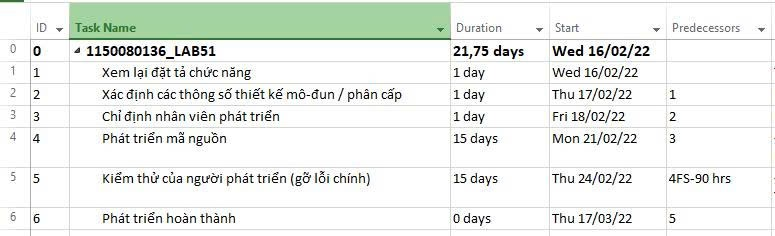 ID Task Name Duration Start Predecessors
0 0 1150080136_LAB51 21,75 days Wed 16/02/22
1 1 Xem lại đặt tả chức năng 1 day Wed 16/02/22
2 2 Xác định các thông số thiết kế mô-đun / phân cấp 1 day Thu 17/02/22 1
3 3 Chỉ định nhân viên phát triển 1 day Fri 18/02/22 2
4 4 Phát triển mã nguồn 15 days Mon 21/02/22 3
5 5 Kiểm thử của người phát triển (gỡ lỗi chính) 15 days Thu 24/02/22 4FS-90 hrs
6 6 Phát triển hoàn thành 0 days Thu 17/03/22 5